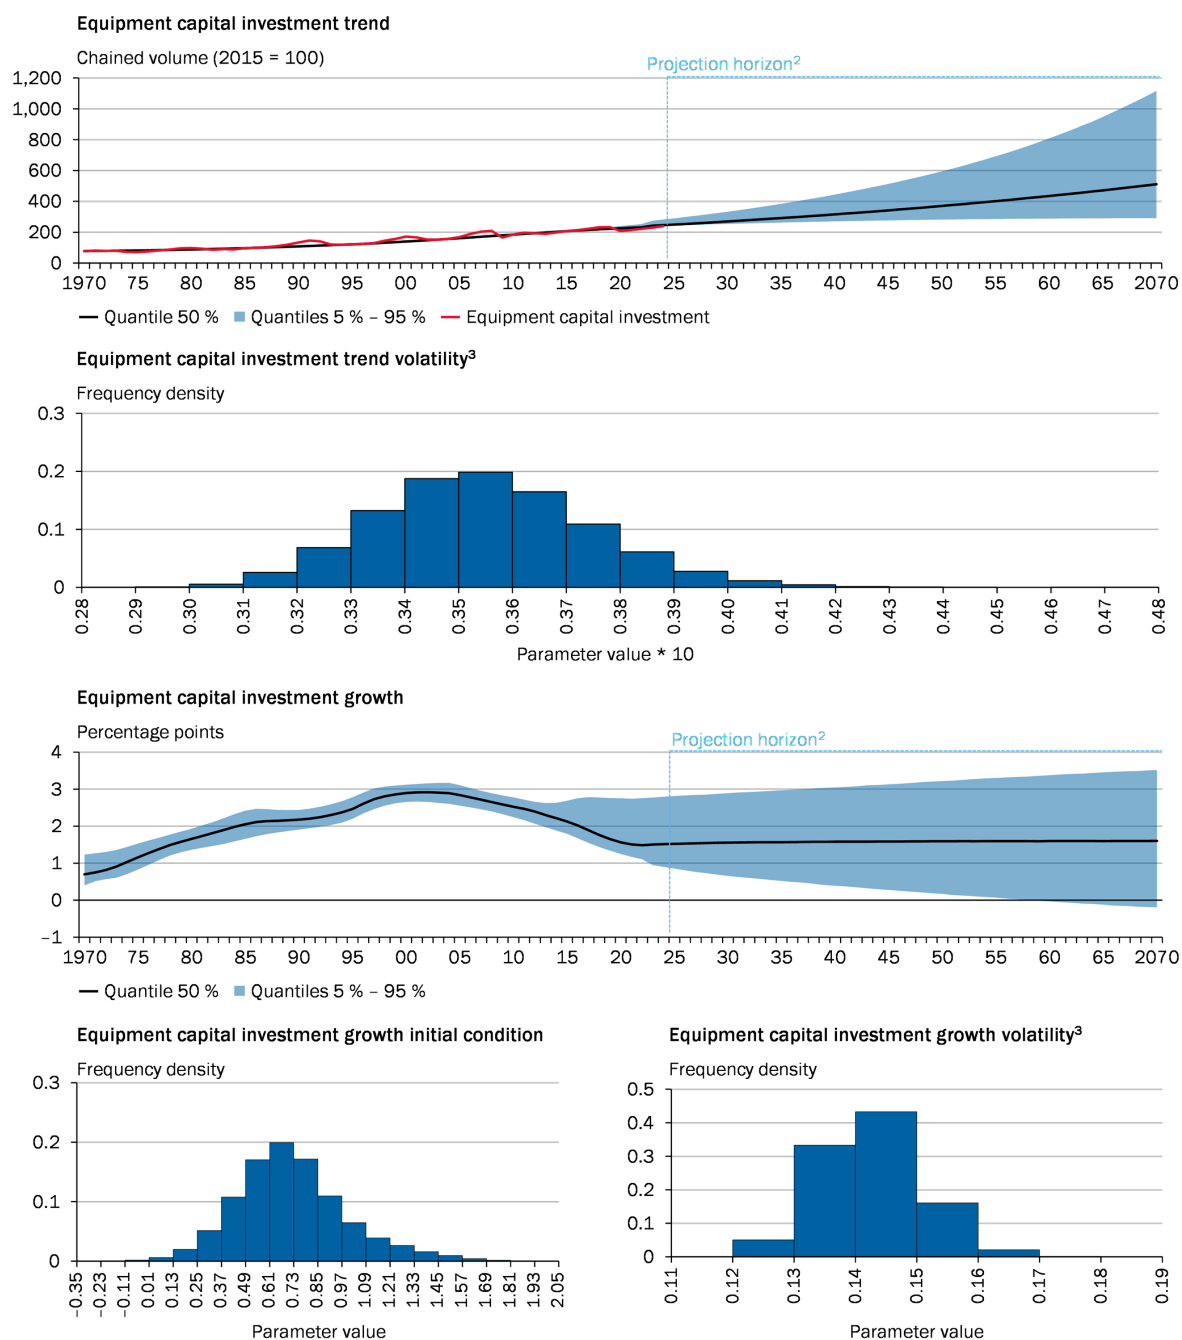 Equipment capital investment trend
Chained volume (2015 = 100)
Projection horizon²
1,200
1,000
800
600
400
200
0
1970 75 80 85 90 95 00 05 10 15 20 25 30 35 40 45 50 55 60 65 2070
Quantile 50 % Quantiles 5 % – 95 % Equipment capital investment
Equipment capital investment trend volatility³
Frequency density
0.3
0.2
0.1
0
0.28 0.29 0.30 0.31 0.32 0.33 0.34 0.35 0.36 0.37 0.38 0.39 0.40 0.41 0.42 0.43 0.44 0.45 0.46 0.47 0.48
Parameter value * 10
Equipment capital investment growth
Percentage points
Projection horizon²
4
3
2
1
0
–1
1970 75 80 85 90 95 00 05 10 15 20 25 30 35 40 45 50 55 60 65 2070
Quantile 50 % Quantiles 5 % – 95 %
Equipment capital investment growth initial condition
Frequency density
0.3
0.2
0.1
0
–0.35 –0.23 –0.11 0.01 0.13 0.25 0.37 0.49 0.61 0.73 0.85 0.97 1.09 1.21 1.33 1.45 1.57 1.69 1.81 1.93 2.05
Parameter value
Equipment capital investment growth volatility³
Frequency density
0.5
0.4
0.3
0.2
0.1
0
0.11 0.12 0.13 0.14 0.15 0.16 0.17 0.18 0.19
Parameter value